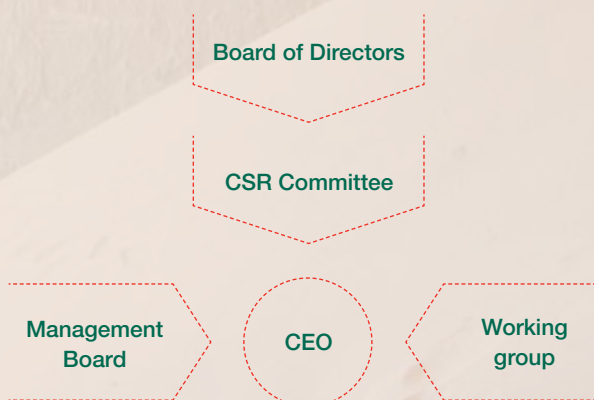 Board of Directors
CSR Committee
Management
Board
CEO
Working
group